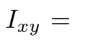 I_{xy} =